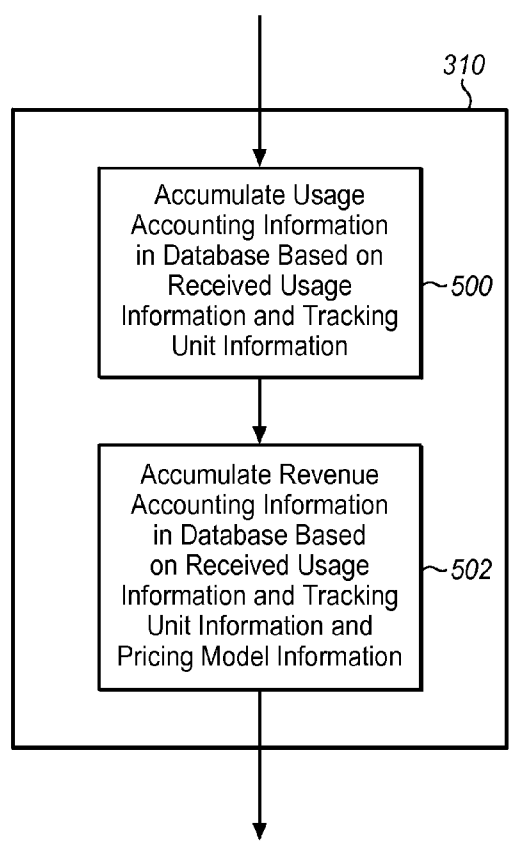 310
Accumulate Usage
Accounting Information
in Database Based on
Received Usage
Information and Tracking
Unit Information
500
Accumulate Revenue
Accounting Information
in Database Based
on Received Usage
Information and Tracking
Unit Information and
Pricing Model Information
502